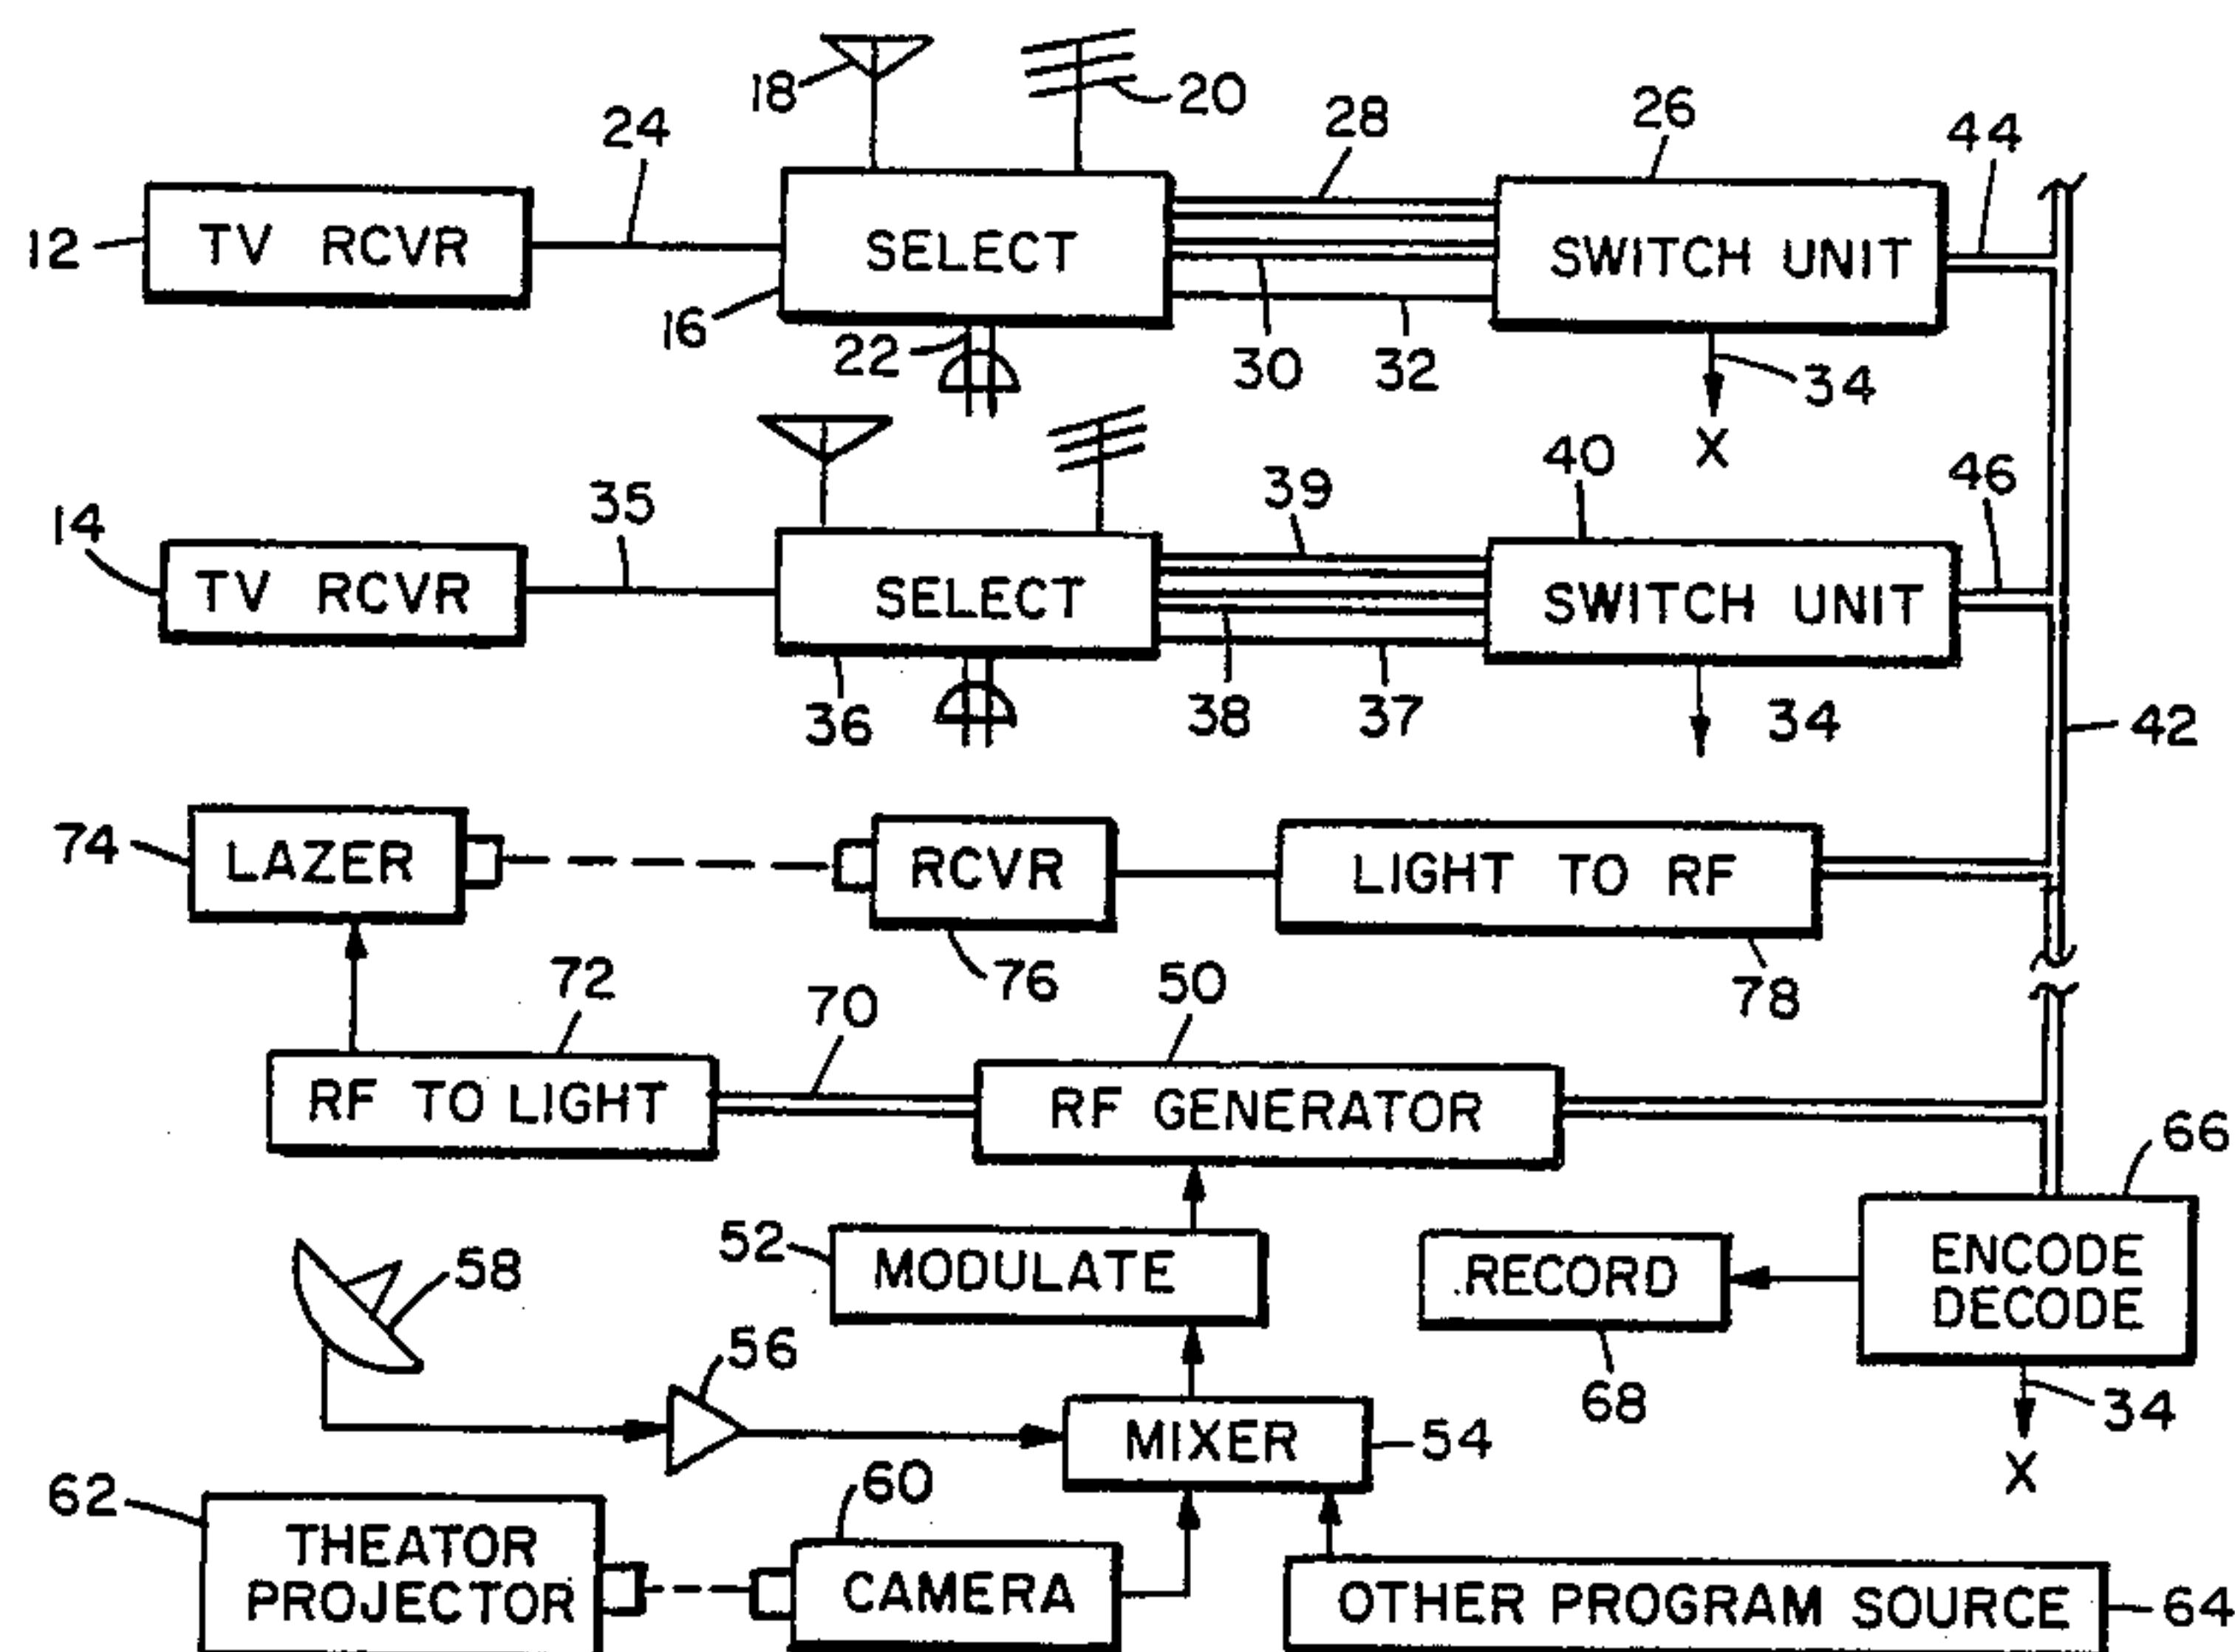 18
20
24
28
26
44
12
TV RCVR
SELECT
SWITCH UNIT
16
22
30
32
34
X
14
35
39
40
46
TV RCVR
SELECT
SWITCH UNIT
36
38
37
34
42
74
LAZER
RCVR
LIGHT TO RF
72
70
76
50
78
RF TO LIGHT
RF GENERATOR
66
52
MODULATE
.RECORD
ENCODE
DECODE
58
56
68
34
MIXER
54
X
62
60
THEATOR
PROJECTOR
CAMERA
OTHER PROGRAM SOURCE
64